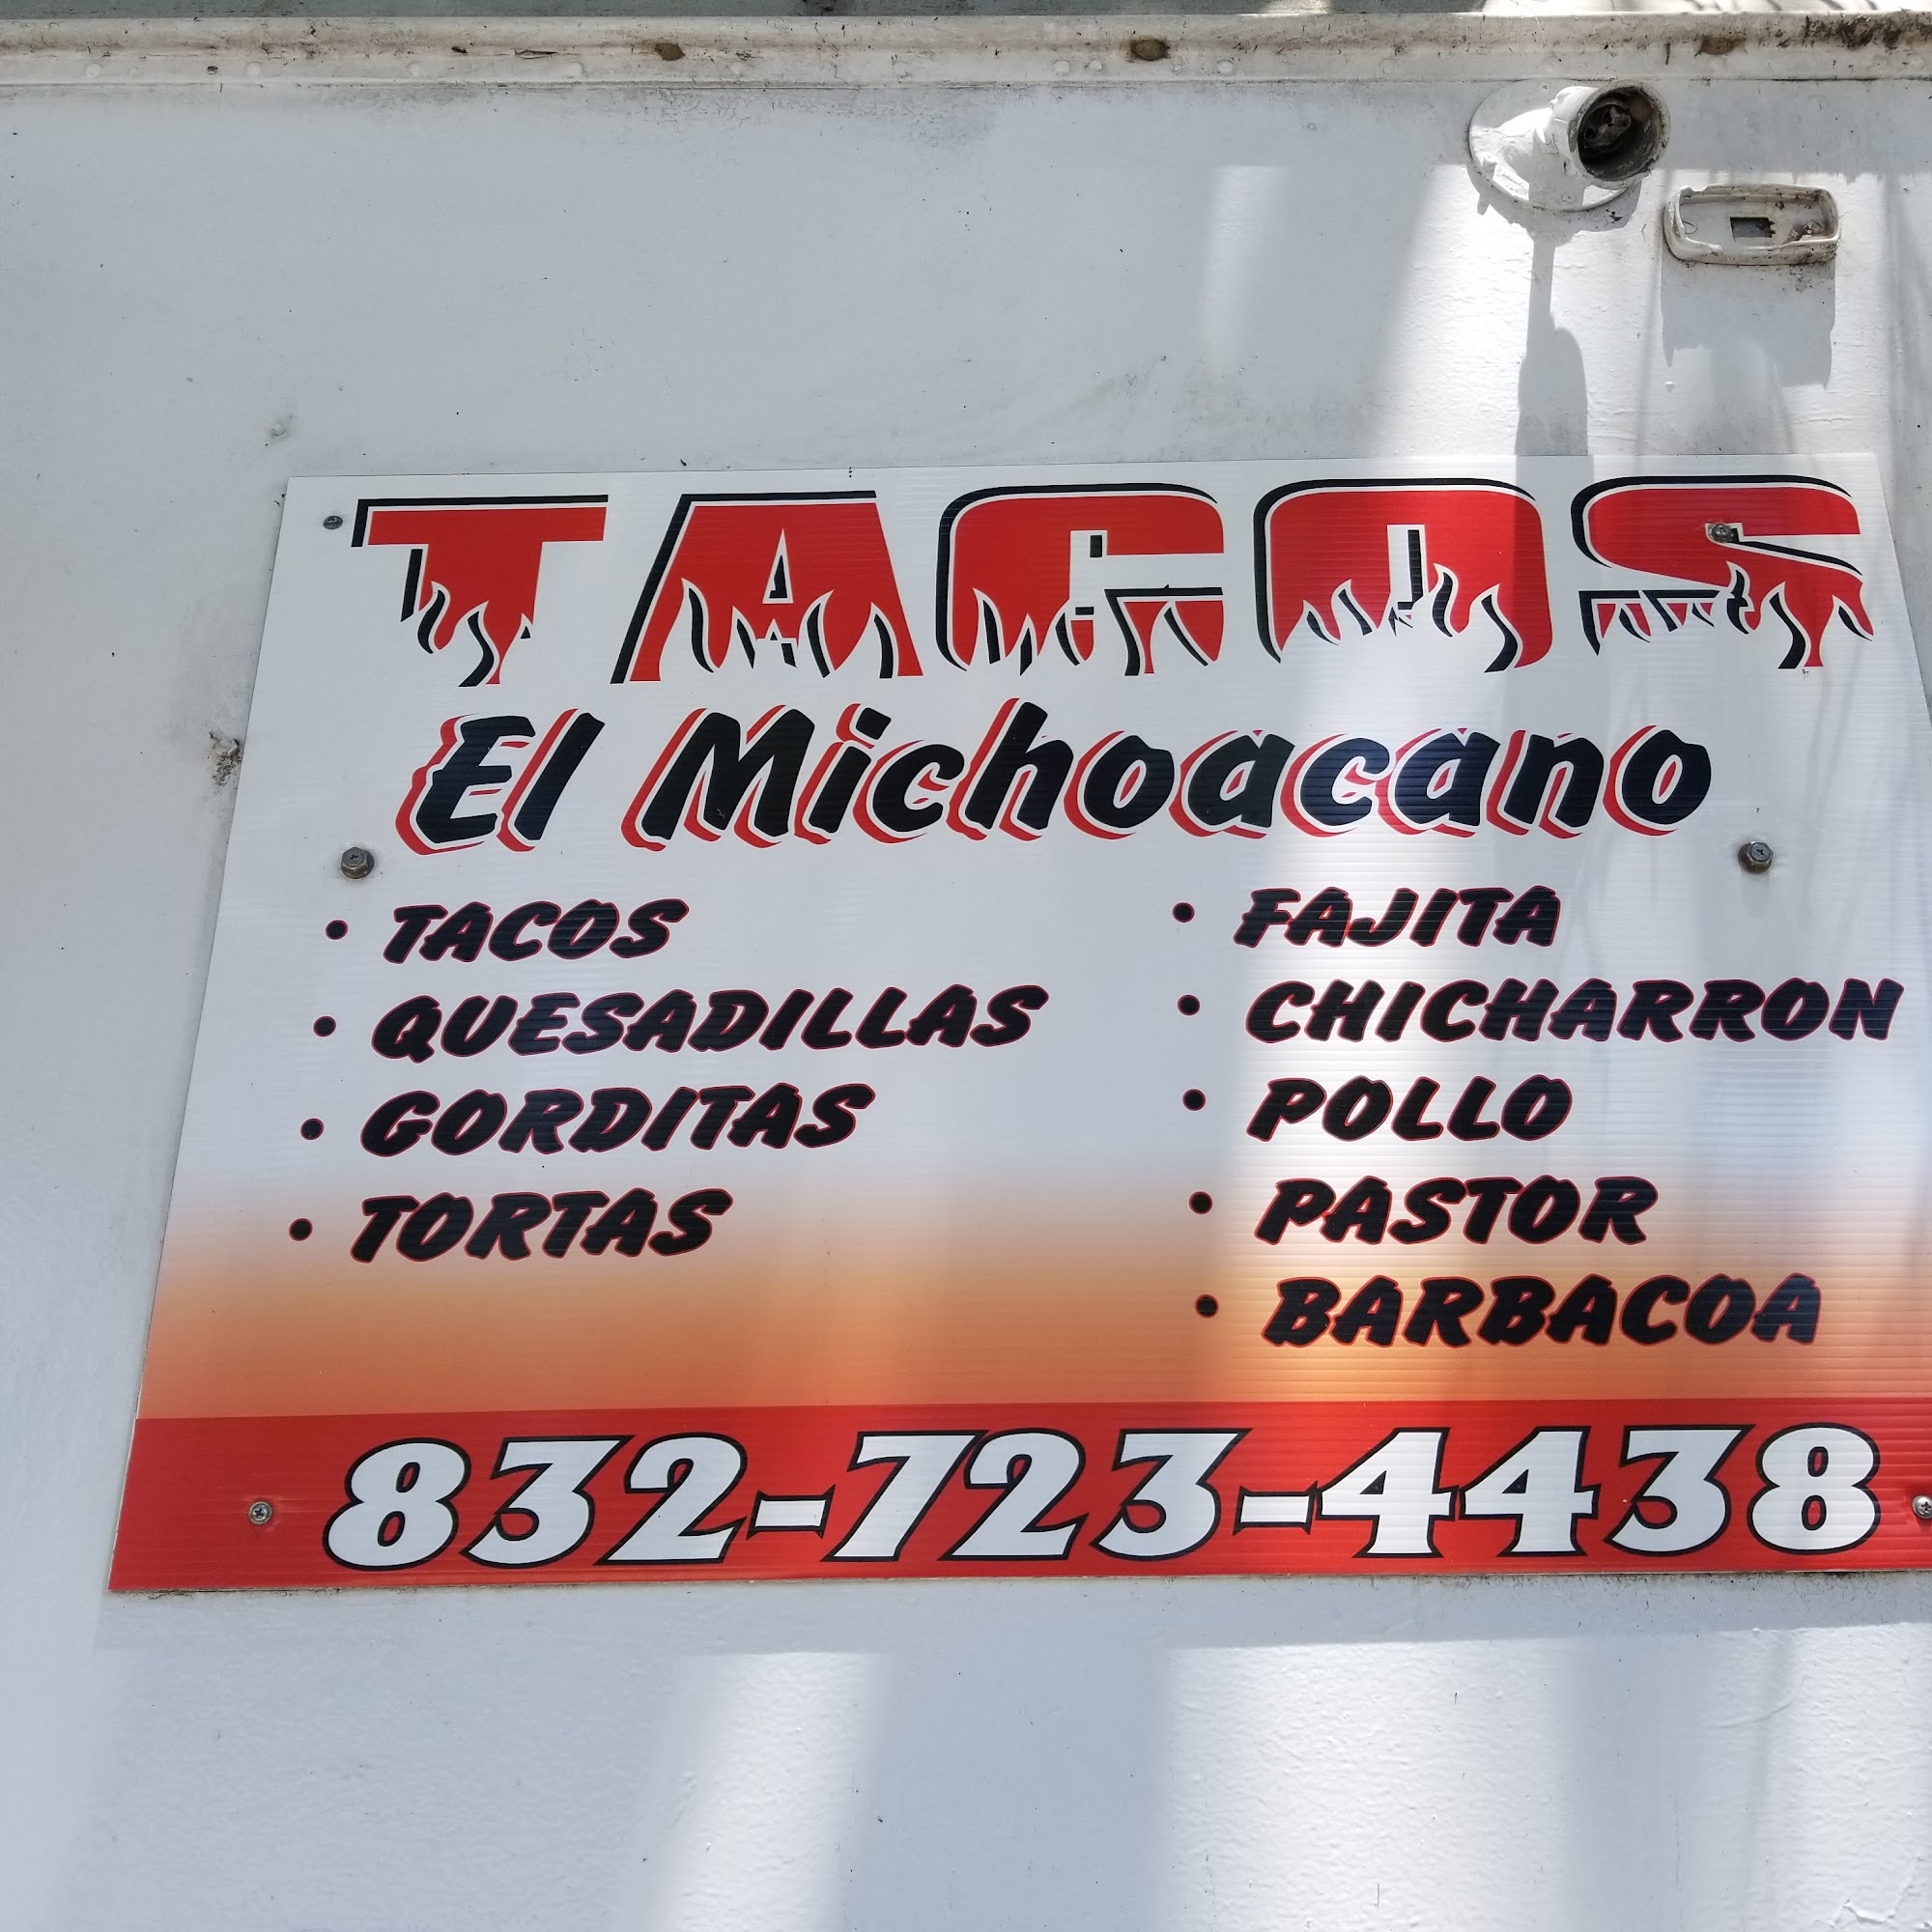 TACOS
El Michoacano
• TACOS
• QUESADILLAS
• GORDITAS
• TORTAS
• FAJITA
• CHICHARRON
• POLLO
• PASTOR
• BARBACOA
832-723-4438